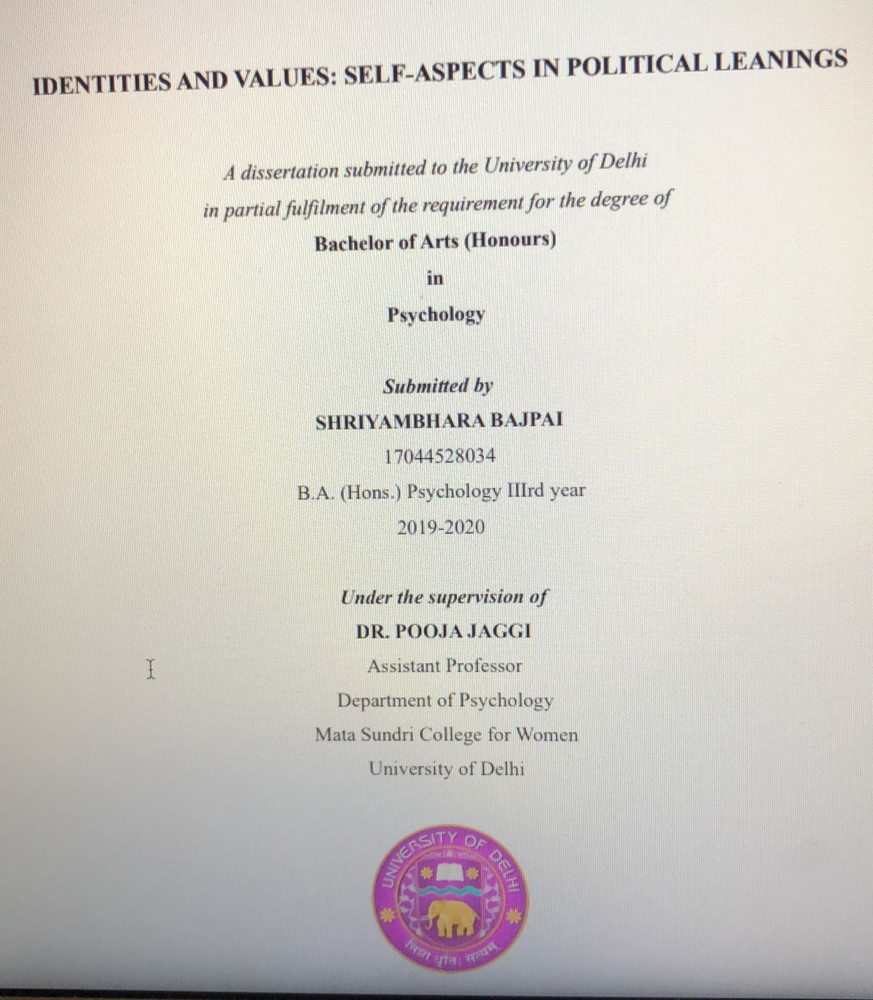 IDENTITIES AND VALUES: SELF-ASPECTS IN POLITICAL LEANINGS
A dissertation submitted to the University of Delhi
in partial fulfilment of the requirement for the degree of
Bachelor of Arts (Honours)
in
Psychology
Submitted by
SHRIYAMBHARA BAJPAI
17044528034
B.A. (Hons.) Psychology IIIrd year
2019-2020
Under the supervision of
DR. POOJA JAGGI
Assistant Professor
Department of Psychology
Mata Sundri College for Women
University of Delhi
UNIVERSITY OF DELHI